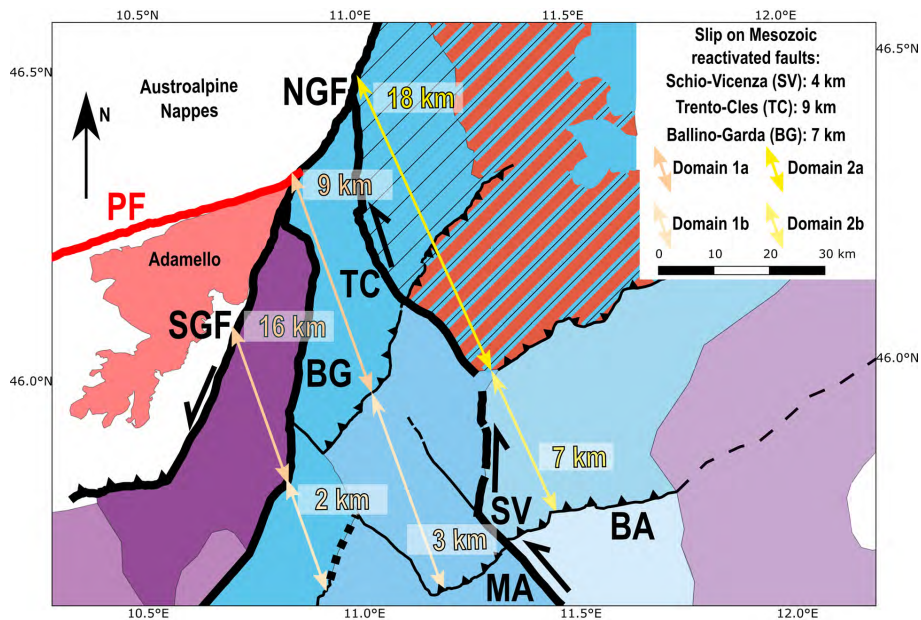 10.5°E 11.0°E 11.5°E 12.0°E
46.5°N
46.5°N
Slip on Mesozoic
reactivated faults:
Schio-Vicenza (SV): 4 km
Trento-Cles (TC): 9 km
Ballino-Garda (BG): 7 km
Domain 1a
Domain 2a
Domain 1b
Domain 2b
0 10 20 30 km
Austroalpine
Nappes
N
NGF
18 km
9 km
PF
Adamello
TC
SGF
16 km
BG
46.0°N
46.0°N
7 km
2 km
SV
BA
3 km
MA
10.5°E 11.0°E 11.5°E 12.0°E